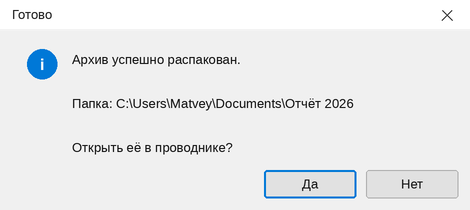 Готово
Архив успешно распакован.
Папка: C:\Users\Matvey\Documents\Отчёт 2026
Открыть её в проводнике?
Да
Нет